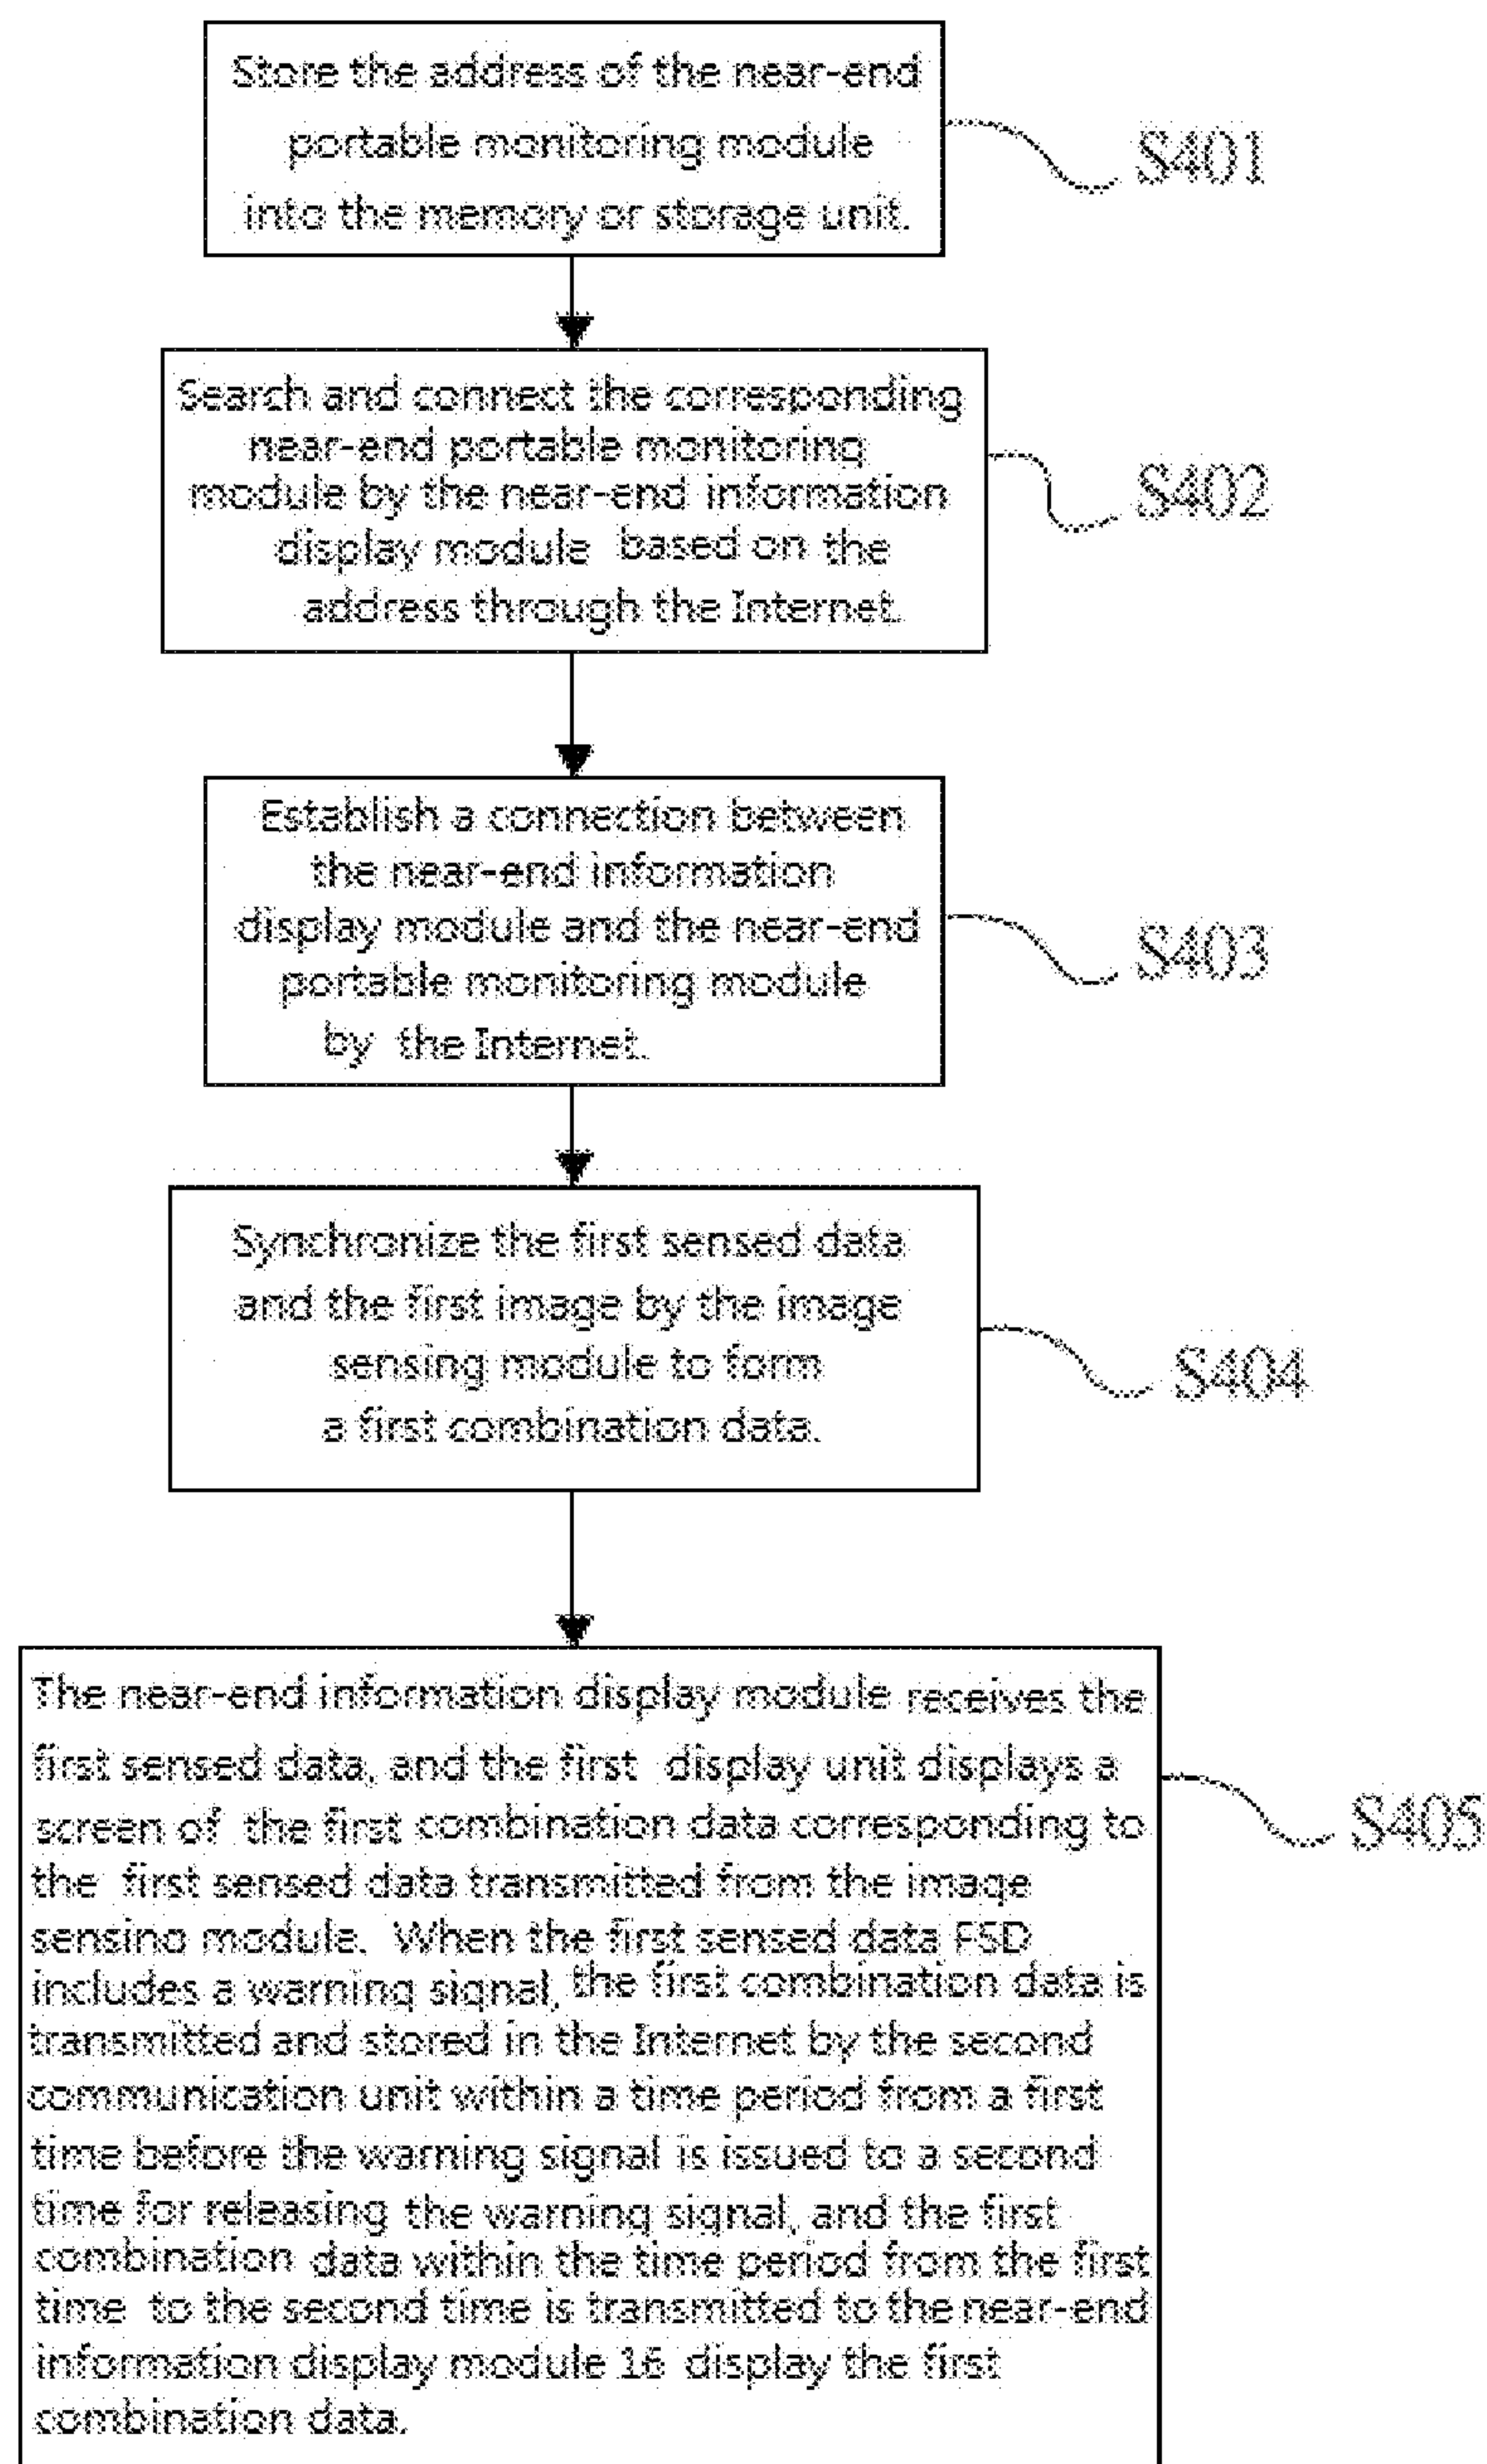 Store the address of the near-end
portable monitoring module
into the memory or storage unit.
S401
Search and connect the corresponding
near-end portable monitoring
module by the near-end information
display module based on the
address through the Internet.
S402
Establish a connection between
the near-end information
display module and the near-end
portable monitoring module
by the Internet.
S403
Synchronize the first sensed data
and the first image by the image
sensing module to form
a first combination data.
S404
The near-end information display module receives the
first sensed data, and the first display unit displays a
screen of the first combination data corresponding to
the first sensed data transmitted from the image
sensing module. When the first sensed data FSD
includes a warning signal, the first combination data is
transmitted and stored in the Internet by the second
communication unit within a time period from a first
time before the warning signal is issued to a second
time for releasing the warning signal, and the first
combination data within the time period from the first
time to the second time is transmitted to the near-end
information display module 16 display the first
combination data.
S405